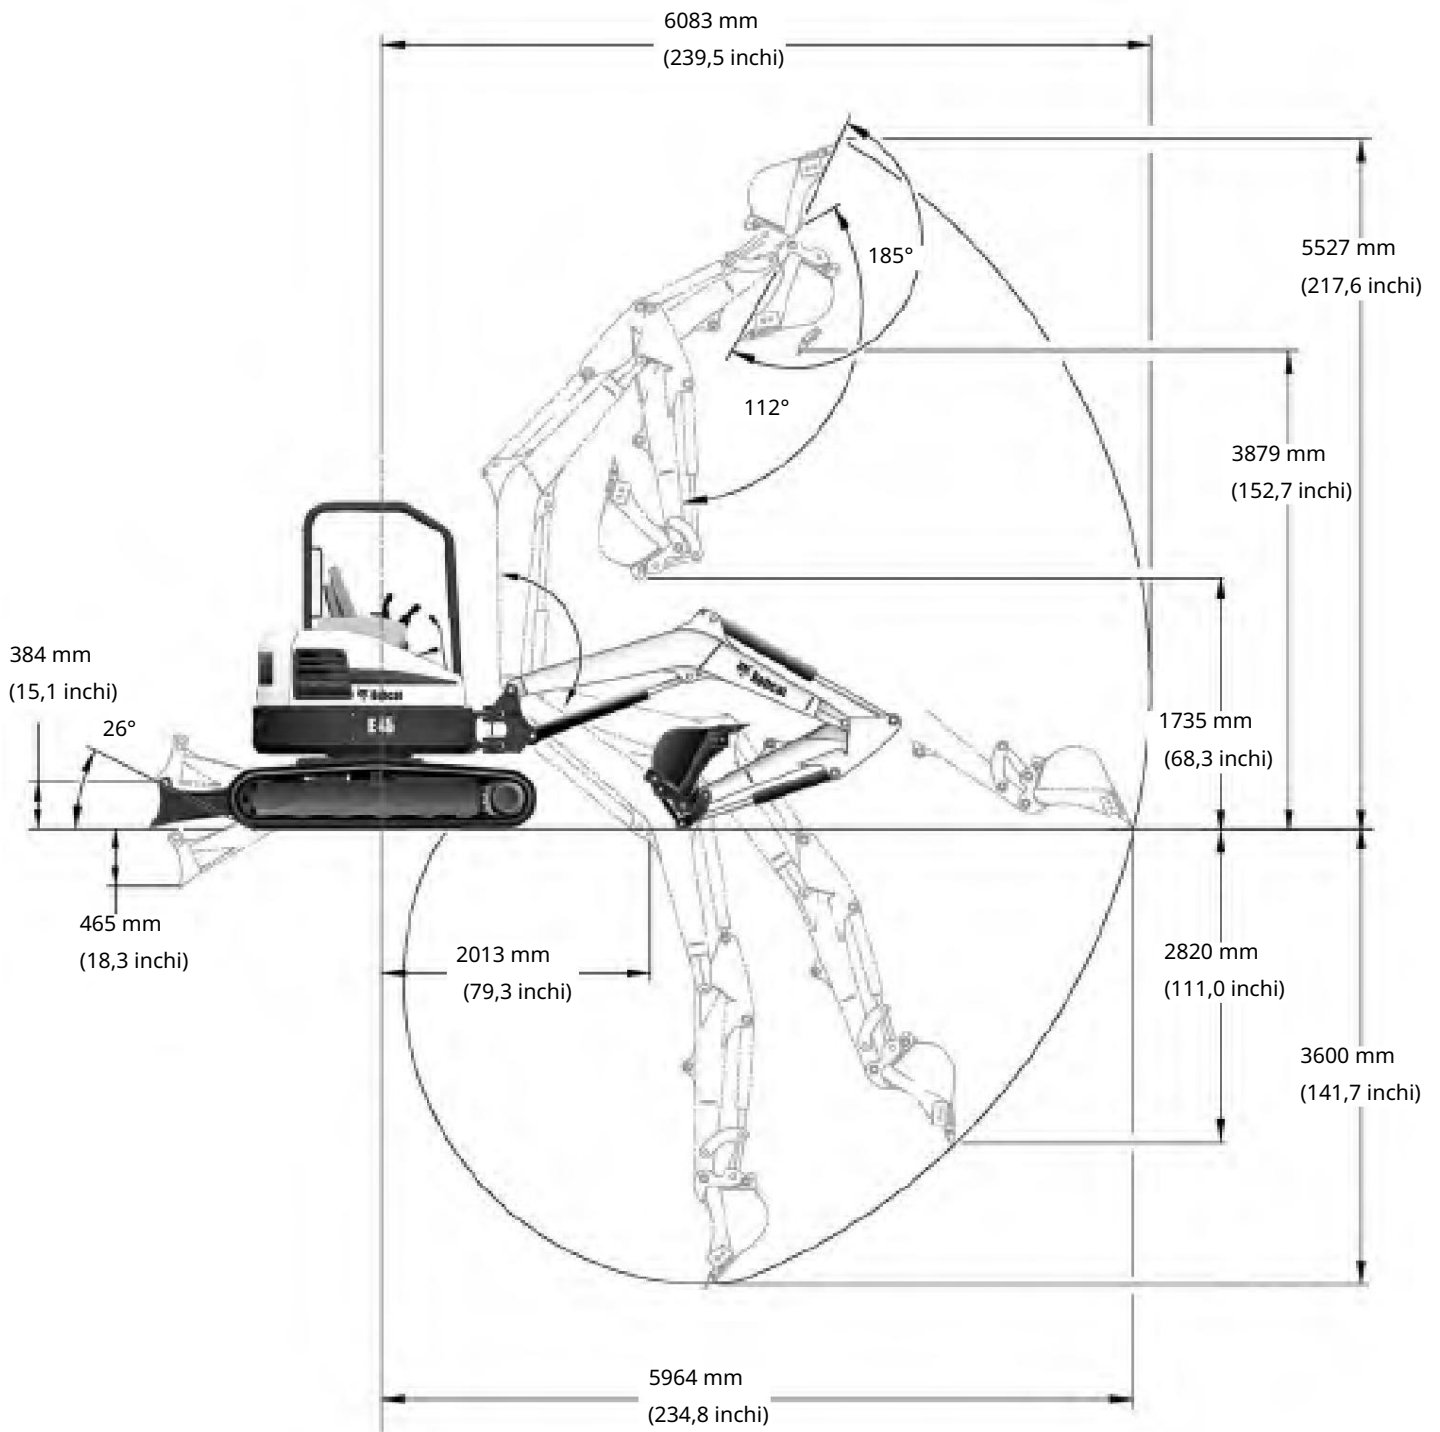 6083 mm
(239,5 inchi)
185°
5527 mm
(217,6 inchi)
112°
3879 mm
(152,7 inchi)
384 mm
(15,1 inchi)
26°
Bobcat
Bobcat
E45
1735 mm
(68,3 inchi)
465 mm
(18,3 inchi)
2013 mm
(79,3 inchi)
2820 mm
(111,0 inchi)
3600 mm
(141,7 inchi)
5964 mm
(234,8 inchi)